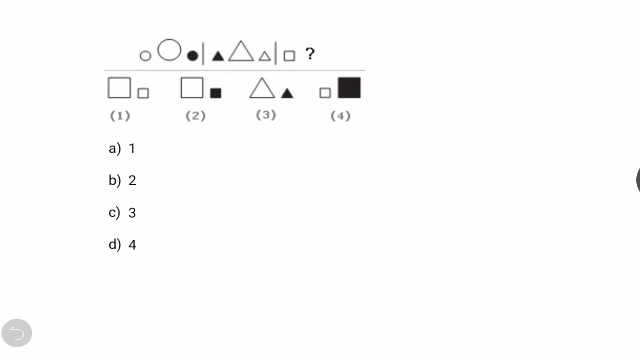 ?
(1) (2) (3) (4)
a) 1
b) 2
c) 3
d) 4